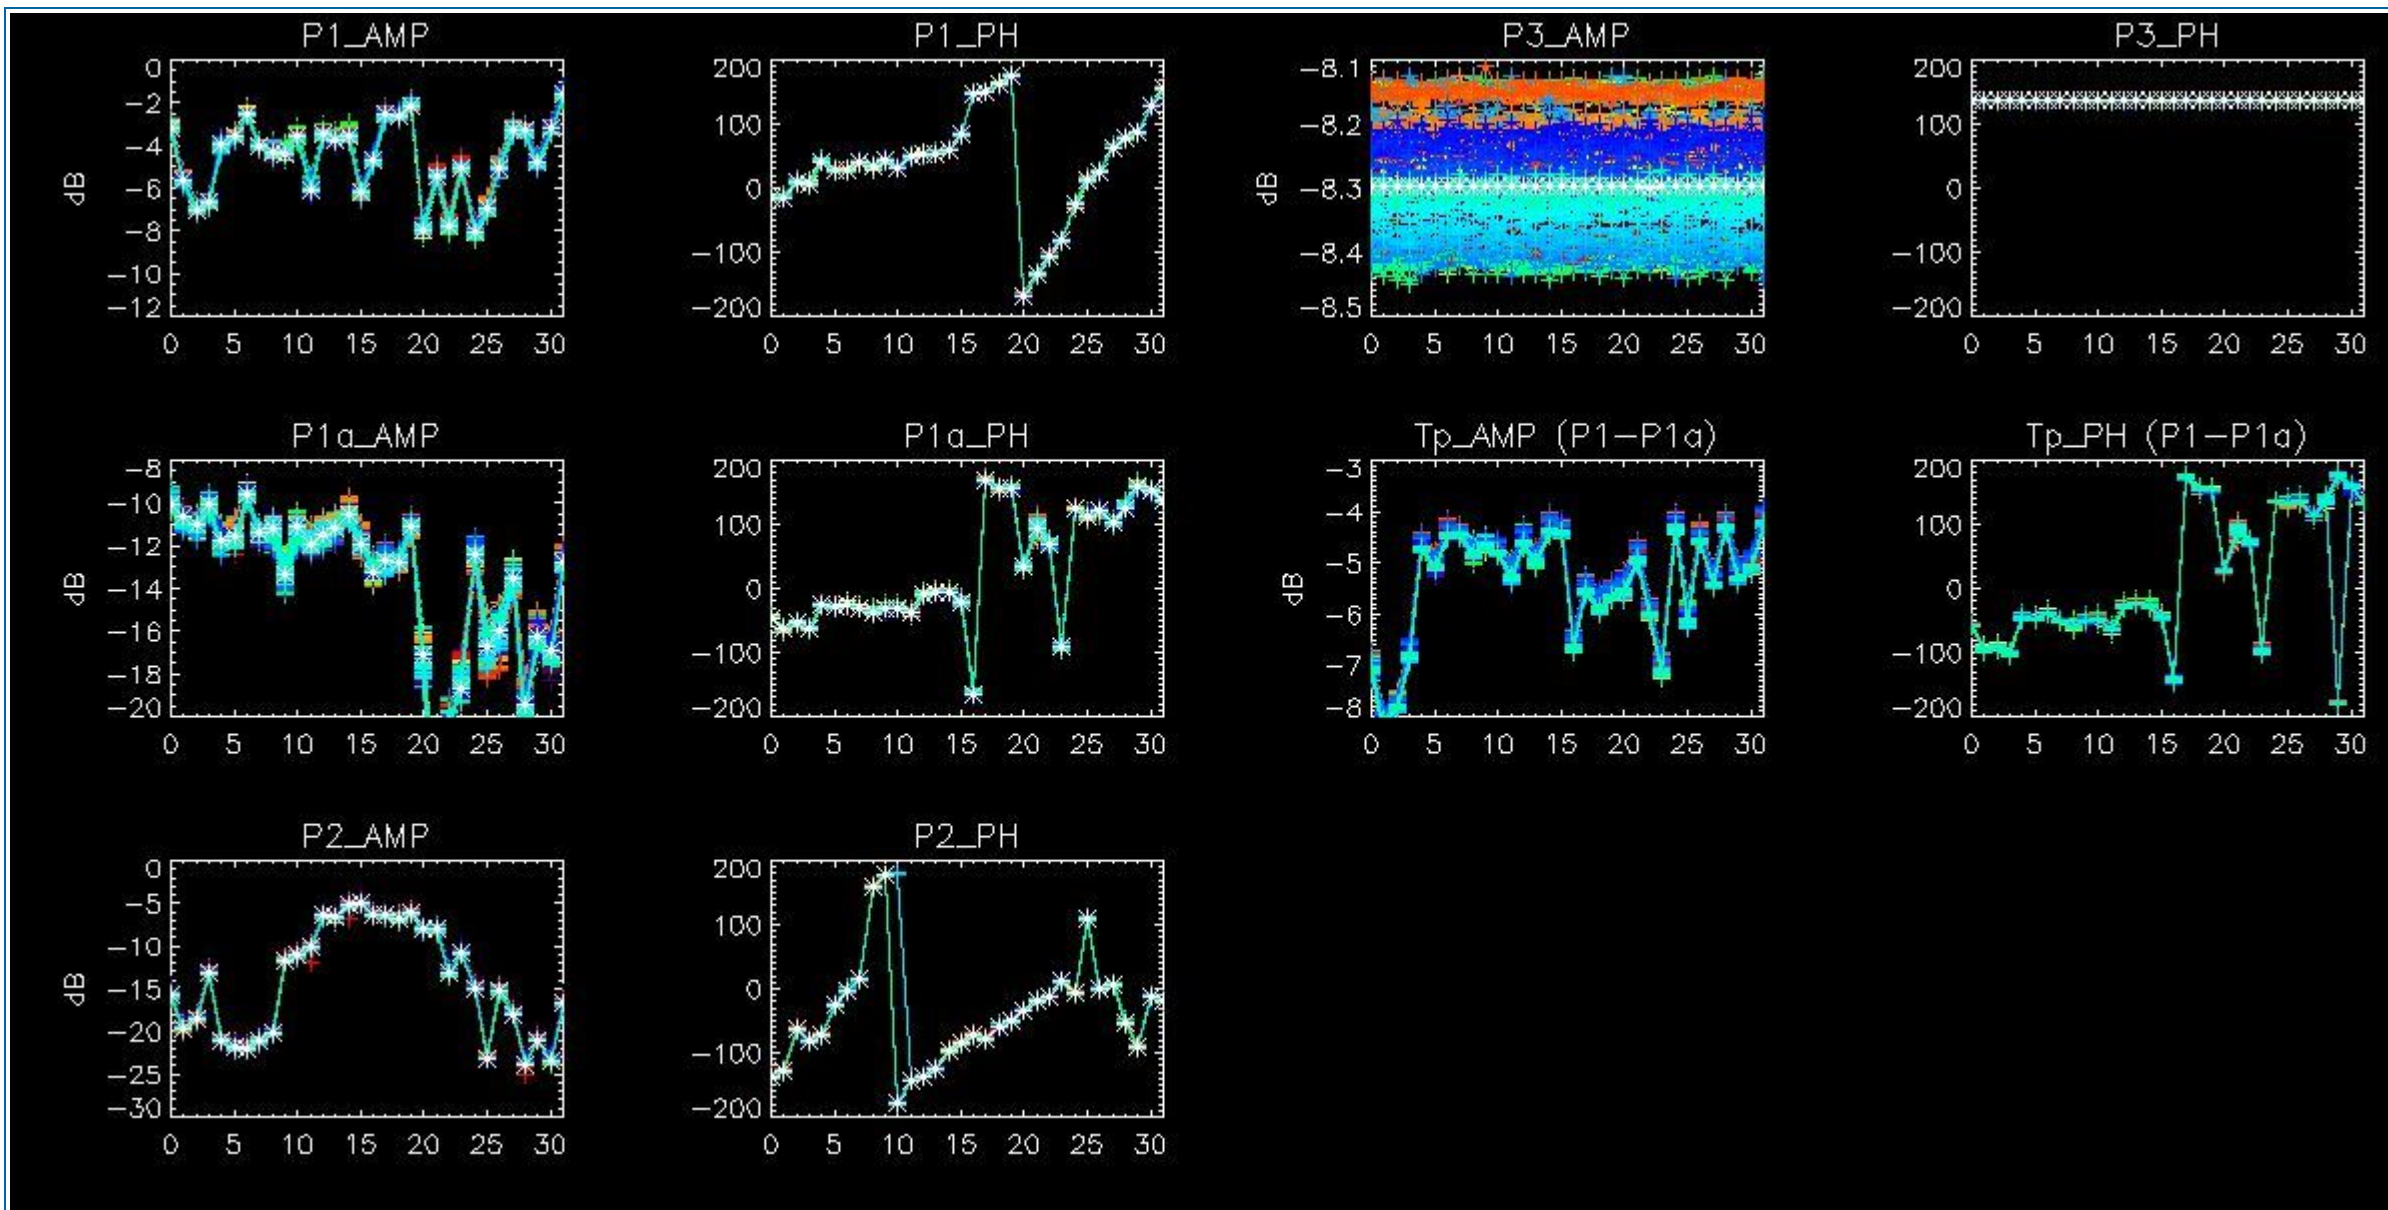 P1_AMP P1_PH P3_AMP P3_PH
0 200 -8.1 200
-2 100 -8.2 100
-4 0 -8.3 0
-6 -100 -8.4 -100
-8 -200 -8.5 -200
-10
-12
dB dB
0 5 10 15 20 25 30 0 5 10 15 20 25 30 0 5 10 15 20 25 30 0 5 10 15 20 25 30
P1a_AMP P1a_PH Tp_AMP (P1-P1a) Tp_PH (P1-P1a)
-8 200 -3 200
-10 100 -4 100
-12 0 -5 0
-14 -100 -6 -100
-16 -200 -7 -200
-18 -8
-20
dB dB
0 5 10 15 20 25 30 0 5 10 15 20 25 30 0 5 10 15 20 25 30 0 5 10 15 20 25 30
P2_AMP P2_PH
0 200
-5 100
-10 0
-15 -100
-20 -200
-25
-30
dB
0 5 10 15 20 25 30 0 5 10 15 20 25 30